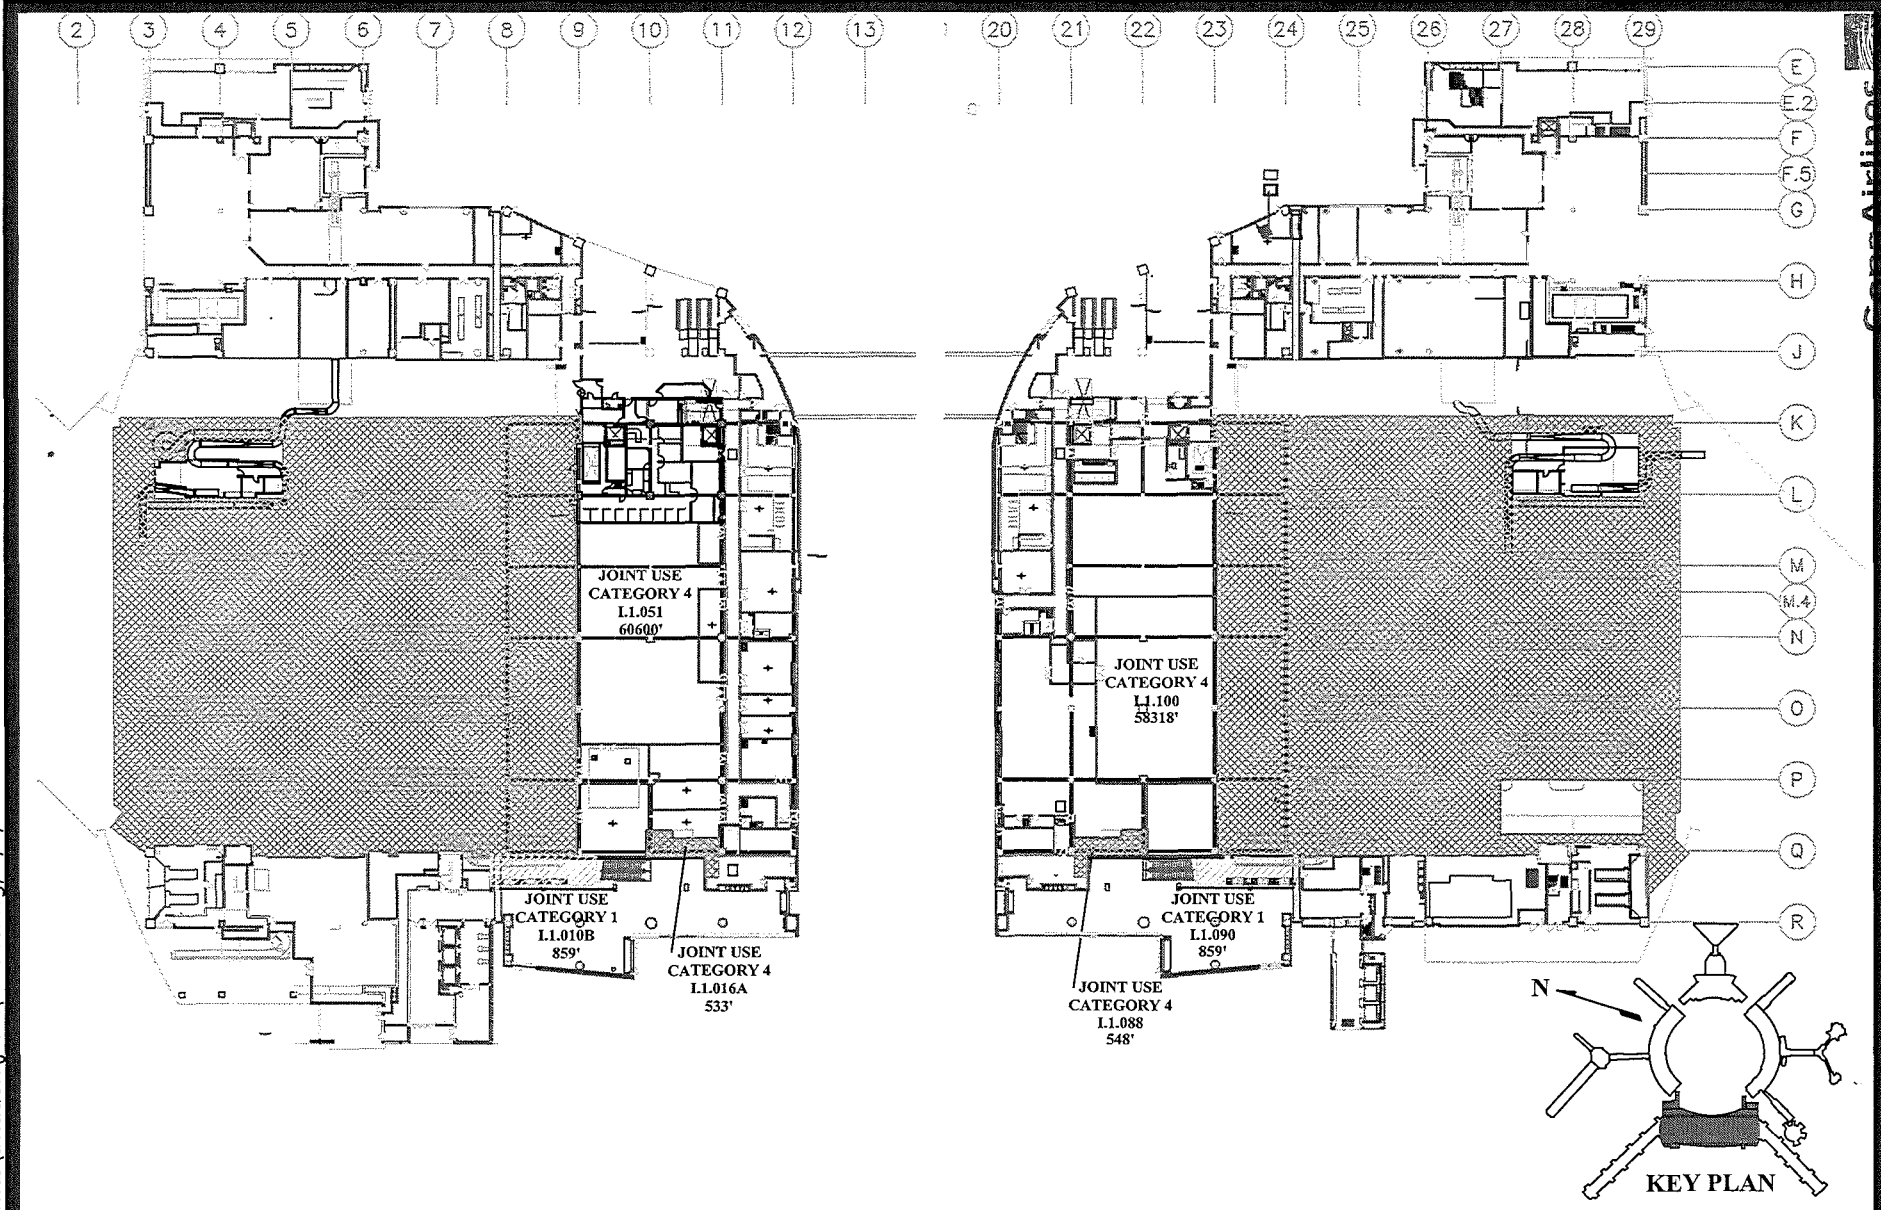 2 3 4 5 6 7 8 9 10 11 12 13 20 21 22 23 24 25 26 27 28 29
E
E.2
F
F.5
G
H
J
K
L
M
M.4
N
O
P
Q
R
JOINT USE
CATEGORY 4
I.1.051
60600'
JOINT USE
CATEGORY 4
I.1.100
58318'
JOINT USE
CATEGORY 1
I.1.010B
859'
JOINT USE
CATEGORY 4
I.1.016A
533'
JOINT USE
CATEGORY 1
I.1.090
859'
JOINT USE
CATEGORY 4
I.1.088
548'
N
KEY PLAN